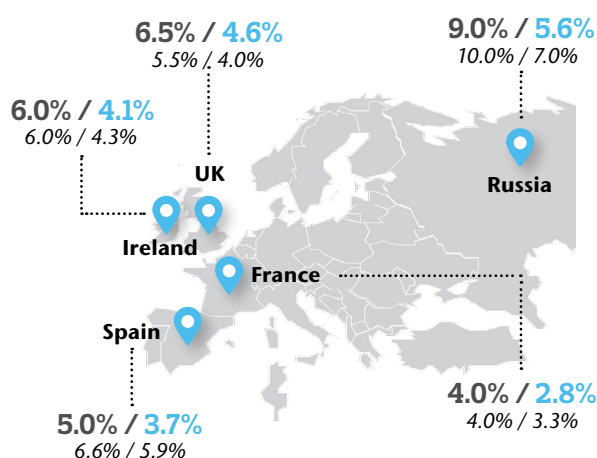 6.5% / 4.6%
5.5% / 4.0%
9.0% / 5.6%
10.0% / 7.0%
6.0% / 4.1%
6.0% / 4.3%
UK
Russia
Ireland
France
Spain
4.0% / 2.8%
4.0% / 3.3%
5.0% / 3.7%
6.6% / 5.9%